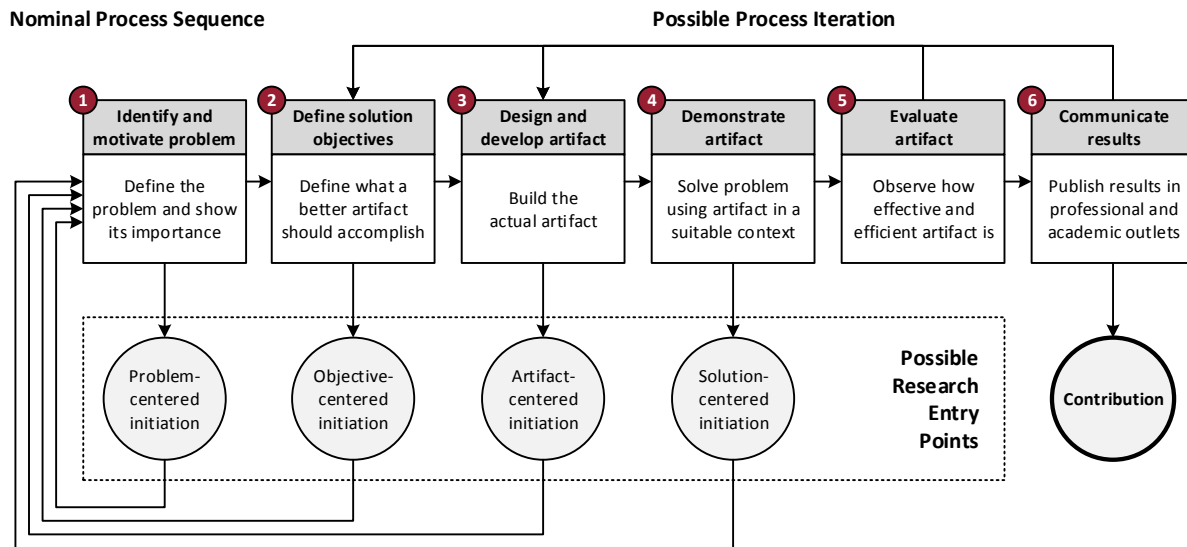 Nominal Process Sequence
Possible Process Iteration
1
Identify and
motivate problem
Define the
problem and show
its importance
2
Define solution
objectives
Define what a
better artifact
should accomplish
3
Design and
develop artifact
Build the
actual artifact
4
Demonstrate
artifact
Solve problem
using artifact in a
suitable context
5
Evaluate
artifact
Observe how
effective and
efficient artifact is
6
Communicate
results
Publish results in
professional and
academic outlets
Problem-
centered
initiation
Objective-
centered
initiation
Artifact-
centered
initiation
Solution-
centered
initiation
Possible
Research
Entry
Points
Contribution